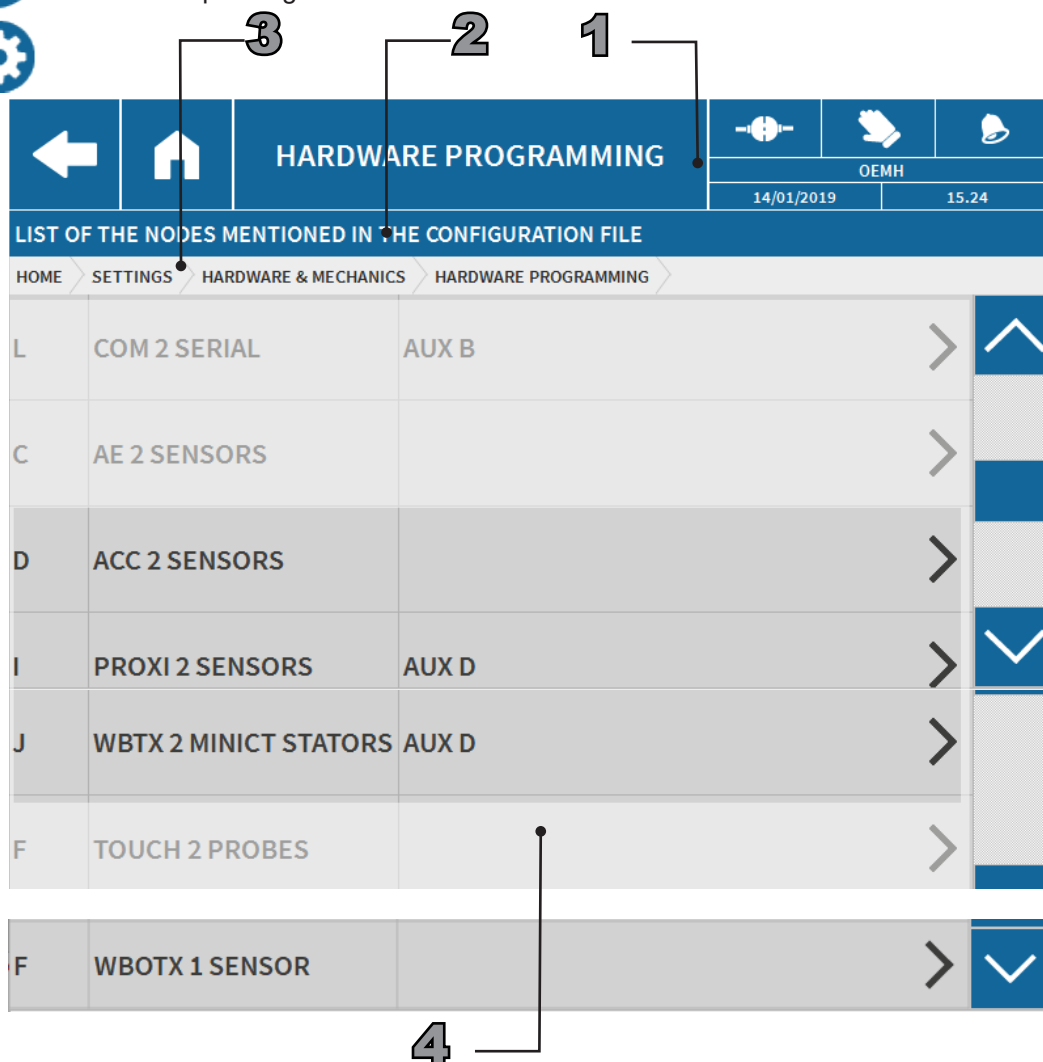 3 2 1
HARDWARE PROGRAMMING
OEMH
14/01/2019 15.24
LIST OF THE NODES MENTIONED IN THE CONFIGURATION FILE
HOME SETTINGS HARDWARE & MECHANICS HARDWARE PROGRAMMING
L COM 2 SERIAL AUX B
C AE 2 SENSORS
D ACC 2 SENSORS
I PROXI 2 SENSORS AUX D
J WBTX 2 MINICT STATORS AUX D
F TOUCH 2 PROBES
F WBOTX 1 SENSOR
4